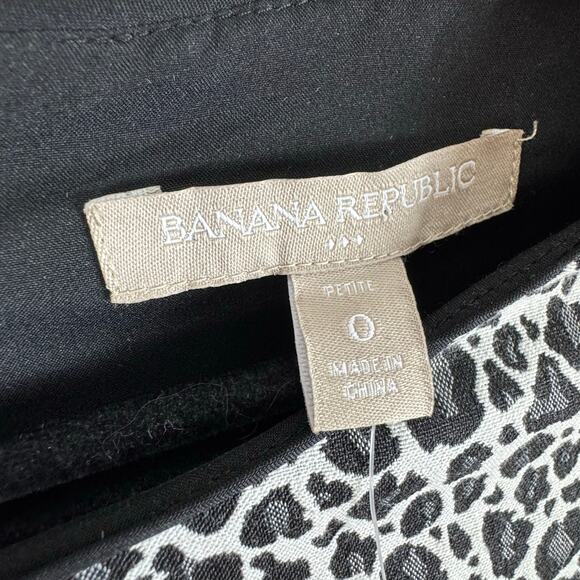 BANANA REPUBLIC
PETITE
0
MADE IN
CHINA